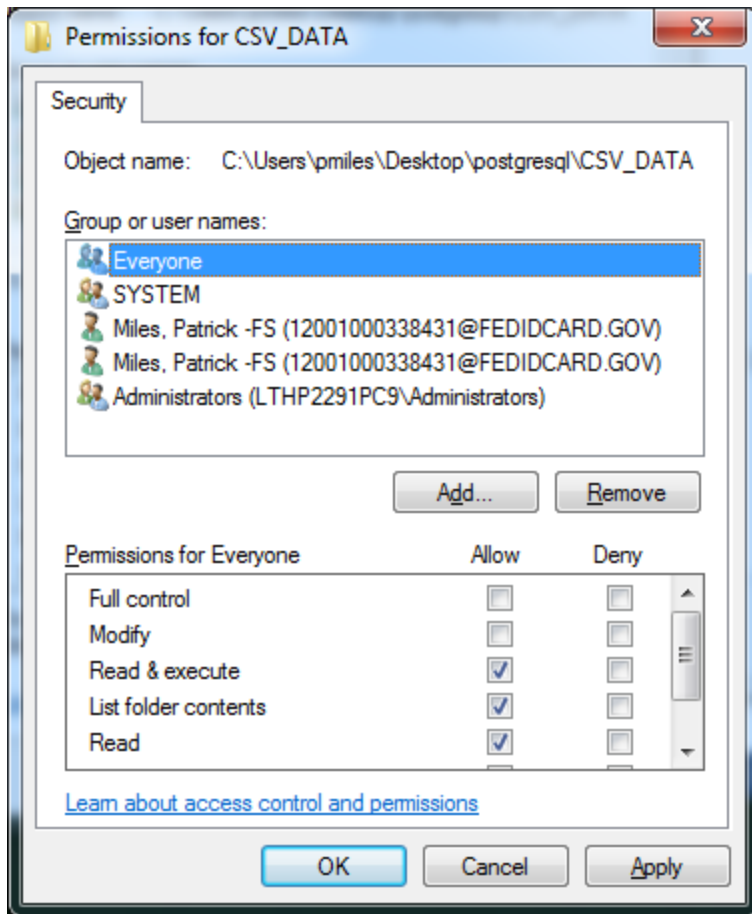 Permissions for CSV_DATA
Security
Object name: C:\Users\pmiles\Desktop\postgresql\CSV_DATA
Group or user names:
Everyone
SYSTEM
Miles, Patrick -FS (12001000338431@FEDIDCARD.GOV)
Miles, Patrick -FS (12001000338431@FEDIDCARD.GOV)
Administrators (LTHP2291PC9\Administrators)
Add... Remove
Permissions for Everyone Allow Deny
Full control
Modify
Read & execute
List folder contents
Read
Learn about access control and permissions
OK Cancel Apply